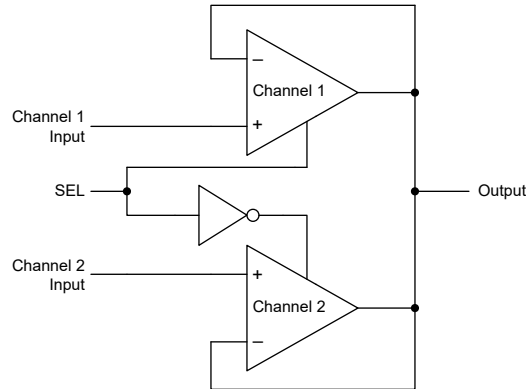 −
Channel 1
+
Channel 1
Input
SEL
Output
Channel 2
Input
+
Channel 2
−